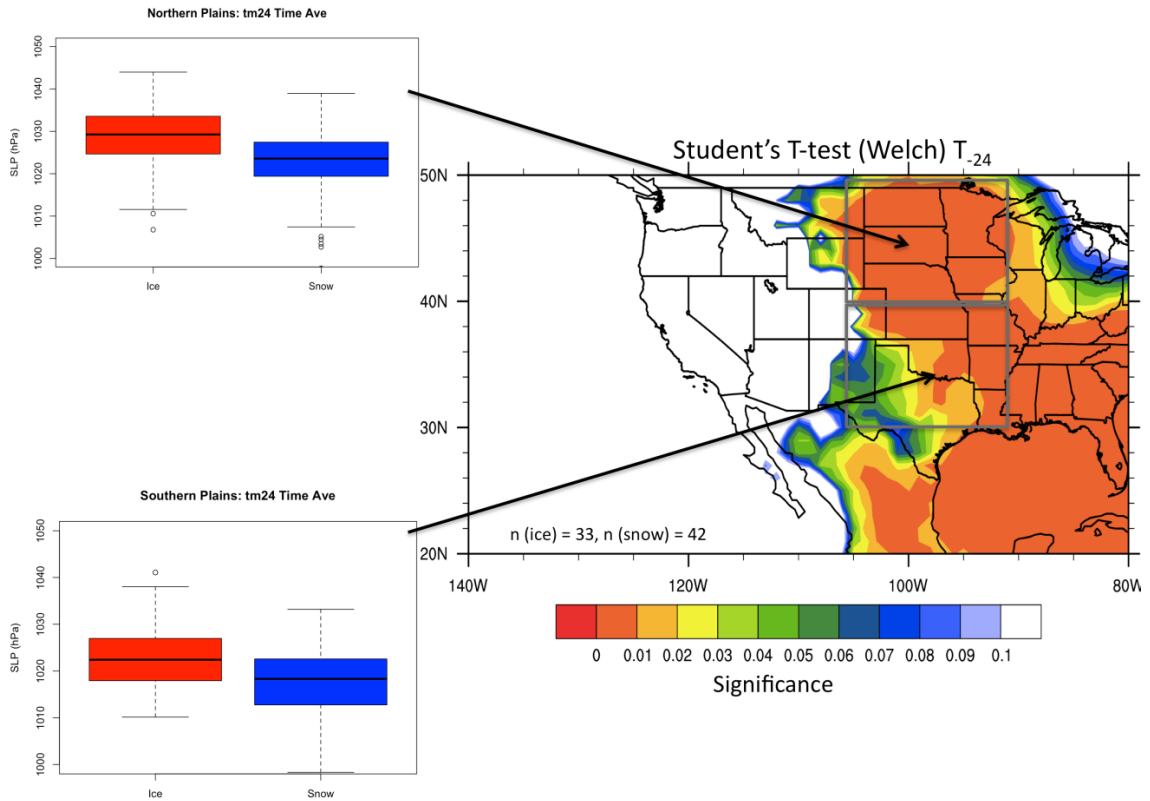 Northern Plains: tm24 Time Ave
SLP (hPa)
1050
1040
1030
1020
1010
1000
Ice Snow
Student's T-test (Welch) T-24
50N
40N
30N
20N
n (ice) = 33, n (snow) = 42
140W 120W 100W 80W
0 0.01 0.02 0.03 0.04 0.05 0.06 0.07 0.08 0.09 0.1
Significance
Southern Plains: tm24 Time Ave
SLP (hPa)
1050
1040
1030
1020
1010
1000
Ice Snow